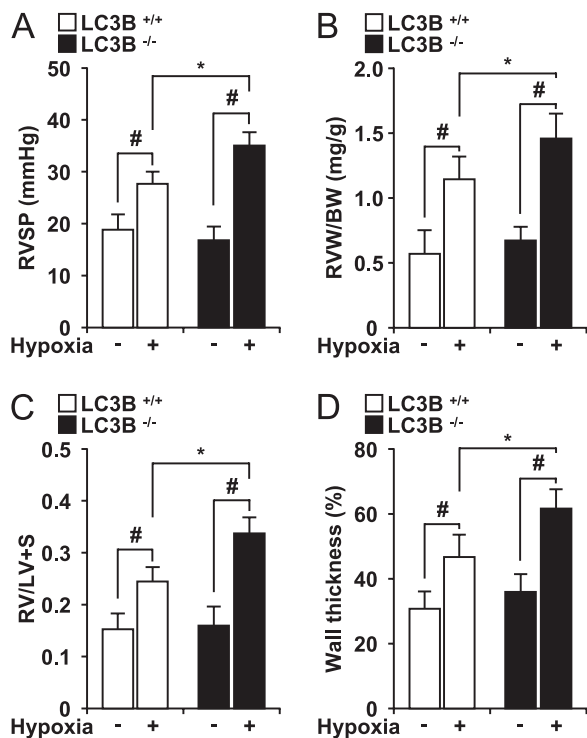 A
LC3B +/+
LC3B -/-
RVSP (mmHg)
50
40
30
20
10
0
#
#
*
Hypoxia - + - +
B
LC3B +/+
LC3B -/-
RVW/BW (mg/g)
2.0
1.5
1.0
0.5
0
#
#
*
Hypoxia - + - +
C
LC3B +/+
LC3B -/-
RV/LV+S
0.5
0.4
0.3
0.2
0.1
0
#
#
*
Hypoxia - + - +
D
LC3B +/+
LC3B -/-
Wall thickness (%)
80
60
40
30
0
#
#
*
Hypoxia - + - +